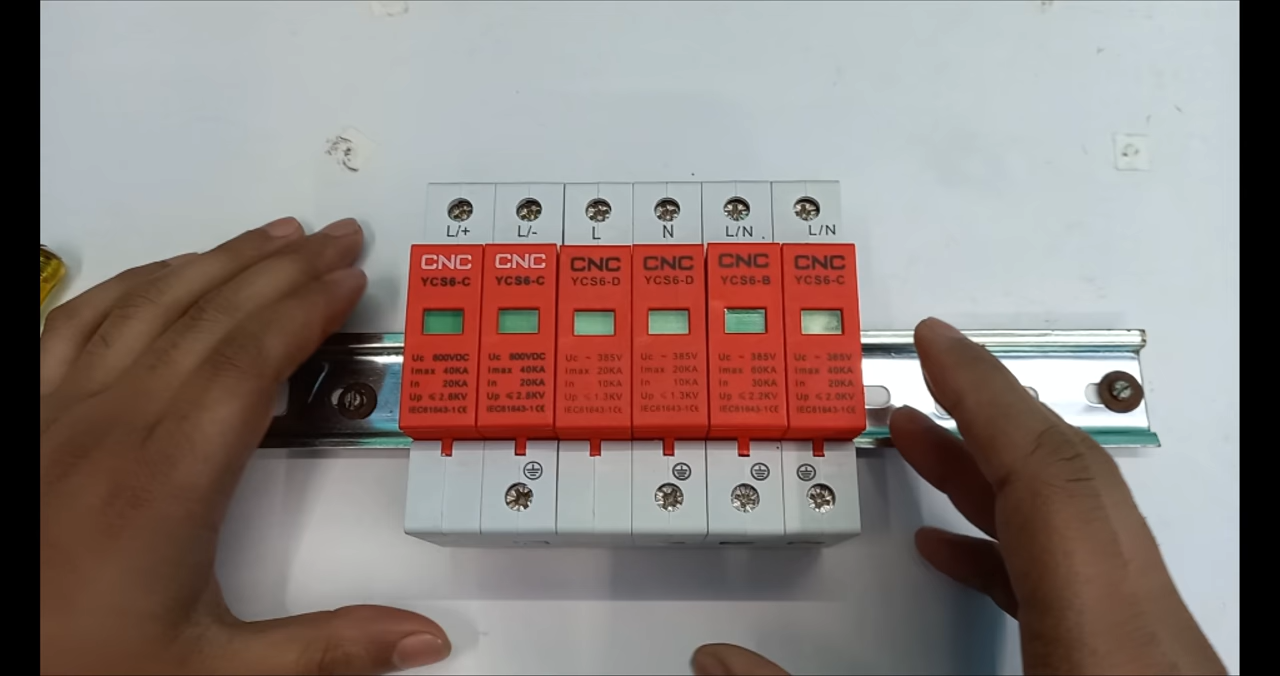 L/+
L/-
L
N
L/N
L/N
CNC
YCS6-C
Uc 800VDC
Imax 40KA
In 20KA
Up ≤2.8KV
IEC61643-1 CE
CNC
YCS6-C
Uc 800VDC
Imax 40KA
In 20KA
Up ≤2.8KV
IEC61643-1 CE
CNC
YCS6-D
Uc ~ 385V
Imax 20KA
In 10KA
Up ≤1.3KV
IEC61643-1 CE
CNC
YCS6-D
Uc ~ 385V
Imax 20KA
In 10KA
Up ≤1.3KV
IEC61643-1 CE
CNC
YCS6-B
Uc ~ 385V
Imax 60KA
In 30KA
Up ≤2.2KV
IEC61643-1 CE
CNC
YCS6-C
Uc ~ 385V
Imax 40KA
In 20KA
Up ≤2.0KV
IEC61643-1 CE